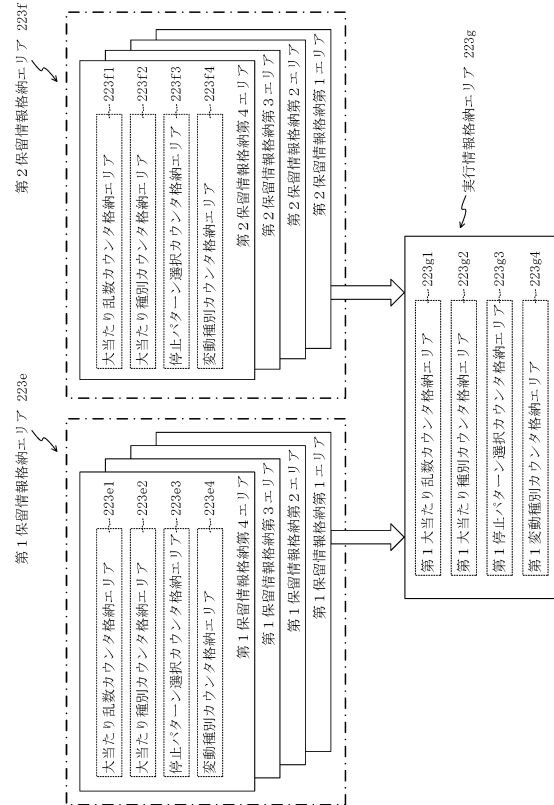 第1保留情報格納エリア 223e
大当たり乱数カウンタ格納エリア 223e1
大当たり種別カウンタ格納エリア 223e2
停止パターン選択カウンタ格納エリア 223e3
変動種別カウンタ格納エリア 223e4
第1保留情報格納第4エリア
第1保留情報格納第3エリア
第1保留情報格納第2エリア
第1保留情報格納第1エリア
第2保留情報格納エリア 223f
大当たり乱数カウンタ格納エリア 223f1
大当たり種別カウンタ格納エリア 223f2
停止パターン選択カウンタ格納エリア 223f3
変動種別カウンタ格納エリア 223f4
第2保留情報格納第4エリア
第2保留情報格納第3エリア
第2保留情報格納第2エリア
第2保留情報格納第1エリア
実行情報格納エリア 223g
第1大当たり乱数カウンタ格納エリア 223g1
第1大当たり種別カウンタ格納エリア 223g2
第1停止パターン選択カウンタ格納エリア 223g3
第1変動種別カウンタ格納エリア 223g4